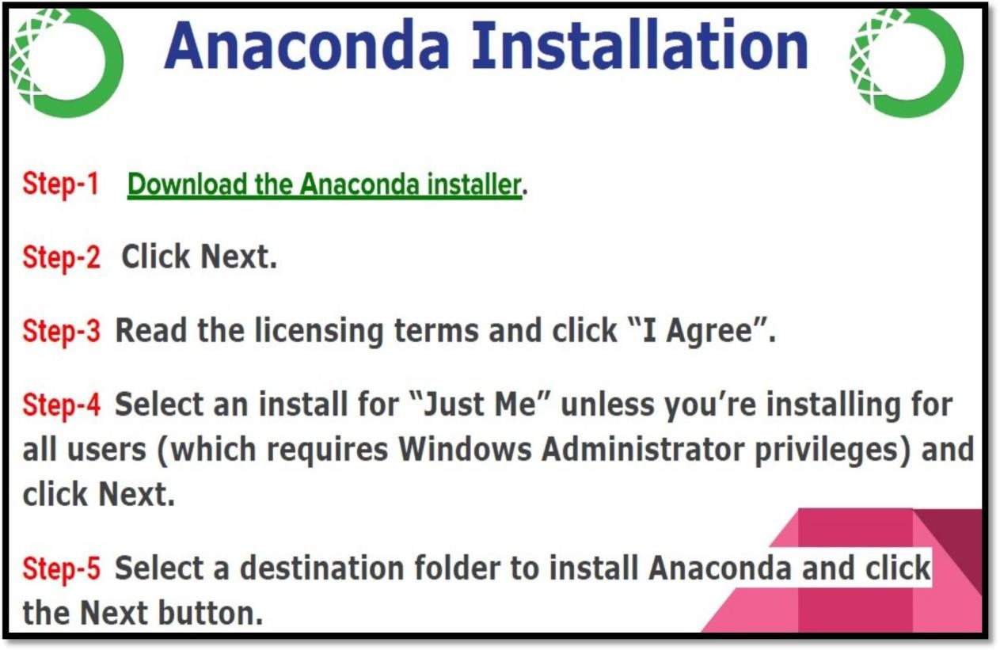 Anaconda Installation
Step-1 Download the Anaconda installer.
Step-2 Click Next.
Step-3 Read the licensing terms and click “I Agree”.
Step-4 Select an install for “Just Me” unless you’re installing for
all users (which requires Windows Administrator privileges) and
click Next.
Step-5 Select a destination folder to install Anaconda and click
the Next button.